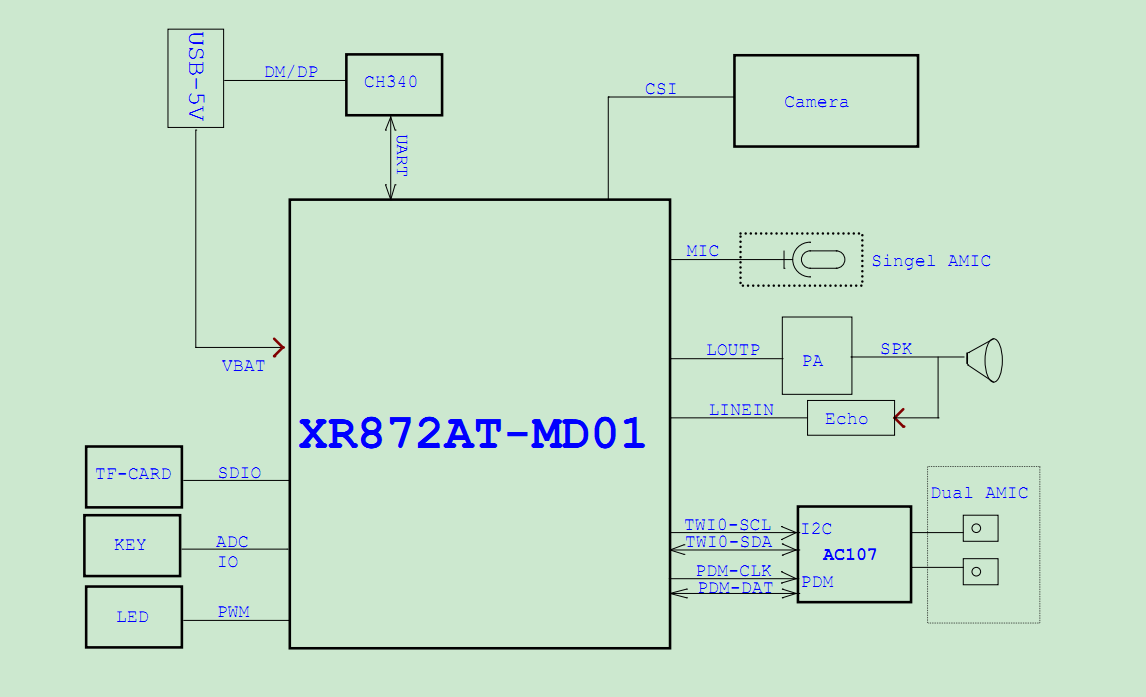 USB-5V
DM/DP
CH340
UART
CSI
Camera
MIC
Singel AMIC
VBAT
LOUTP
PA
SPK
LINEIN
Echo
XR872AT-MD01
TF-CARD
SDIO
KEY
ADC
IO
LED
PWM
TWI0-SCL
TWI0-SDA
PDM-CLK
PDM-DAT
I2C
AC107
PDM
Dual AMIC